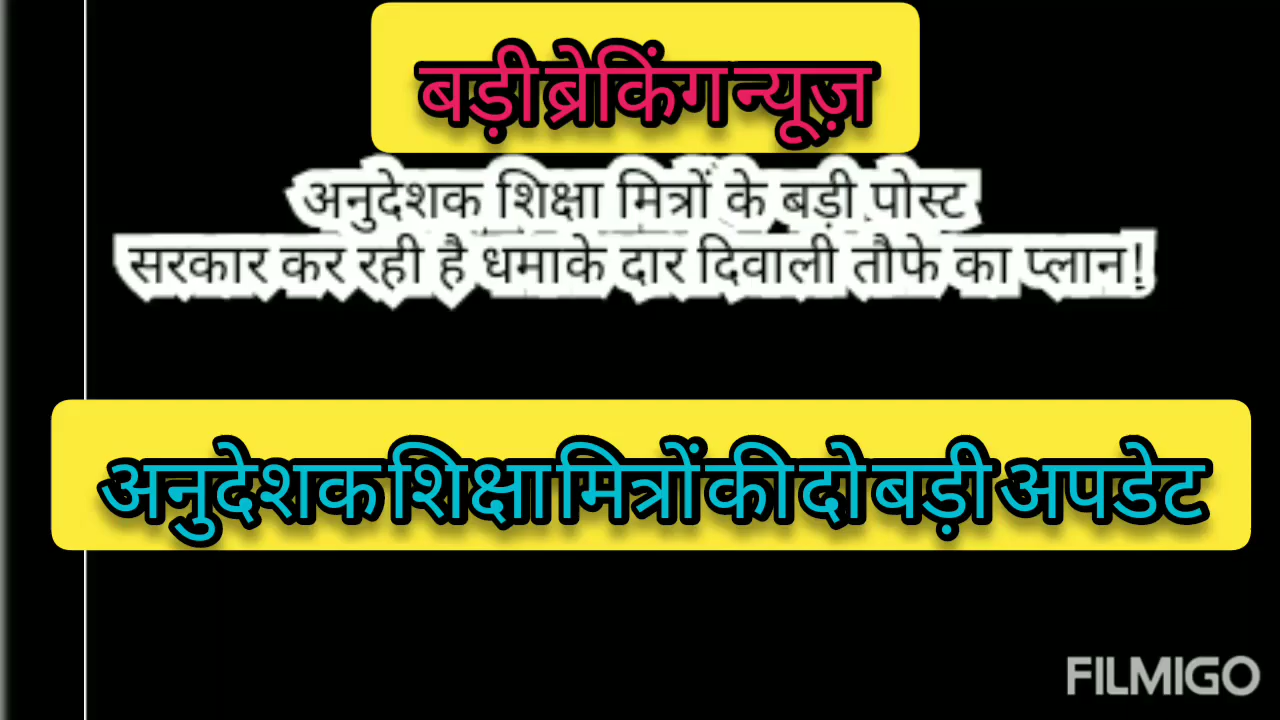 बड़ी ब्रेकिंग न्यूज़
अनुदेशक शिक्षा मित्रों के बड़ी पोस्ट
सरकार कर रही है धमाके दार दिवाली तौफे का प्लान!
अनुदेशक शिक्षा मित्रों की दो बड़ी अपडेट
FILMIGO